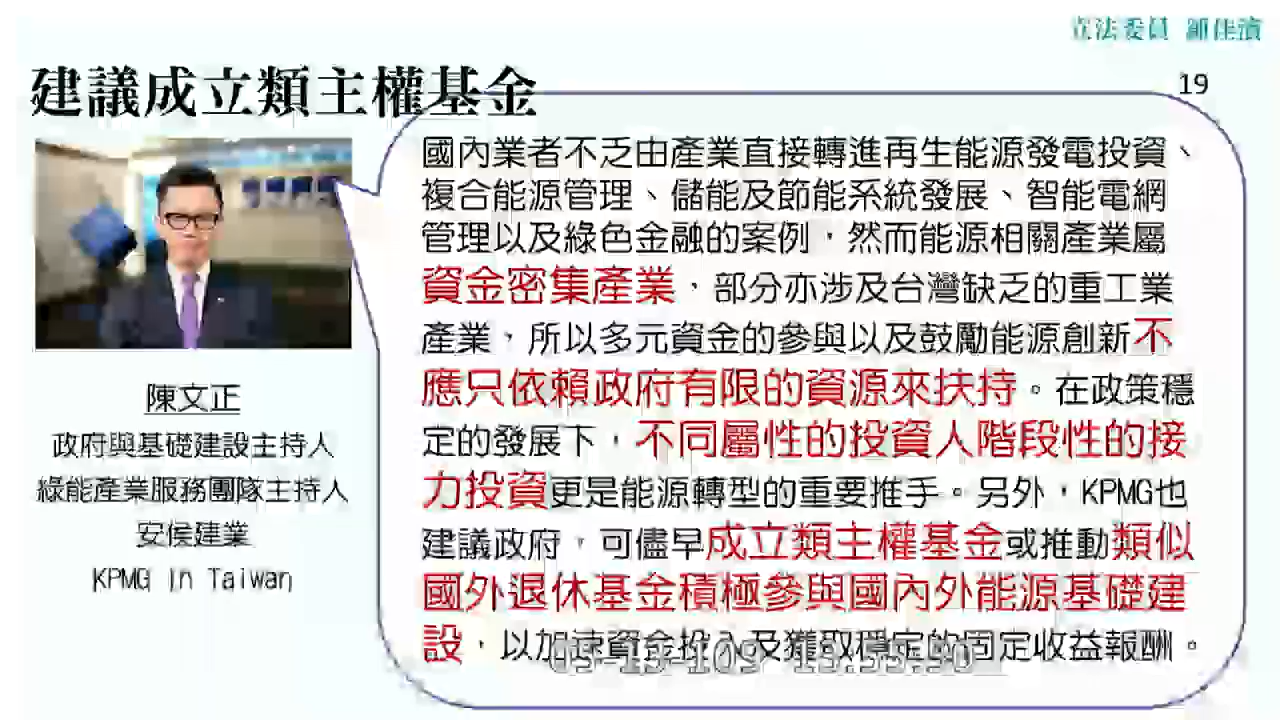 立法委員 鍾佳濱
建議成立類主權基金
19
國內業者不乏由產業直接轉進再生能源發電投資、
複合能源管理、儲能及節能系統發展、智能電網
管理以及綠色金融的案例，然而能源相關產業屬
資金密集產業，部分亦涉及台灣缺乏的重工業
產業，所以多元資金的參與以及鼓勵能源創新不
應只依賴政府有限的資源來扶持。在政策穩
定的發展下，不同屬性的投資人階段性的接
力投資更是能源轉型的重要推手。另外，KPMG也
建議政府，可儘早成立類主權基金或推動類似
國外退休基金積極參與國內外能源基礎建
設，以加速資金投入及獲取穩定的固定收益報酬。
陳文正
政府與基礎建設主持人
綠能產業服務團隊主持人
安侯建業
KPMG in Taiwan